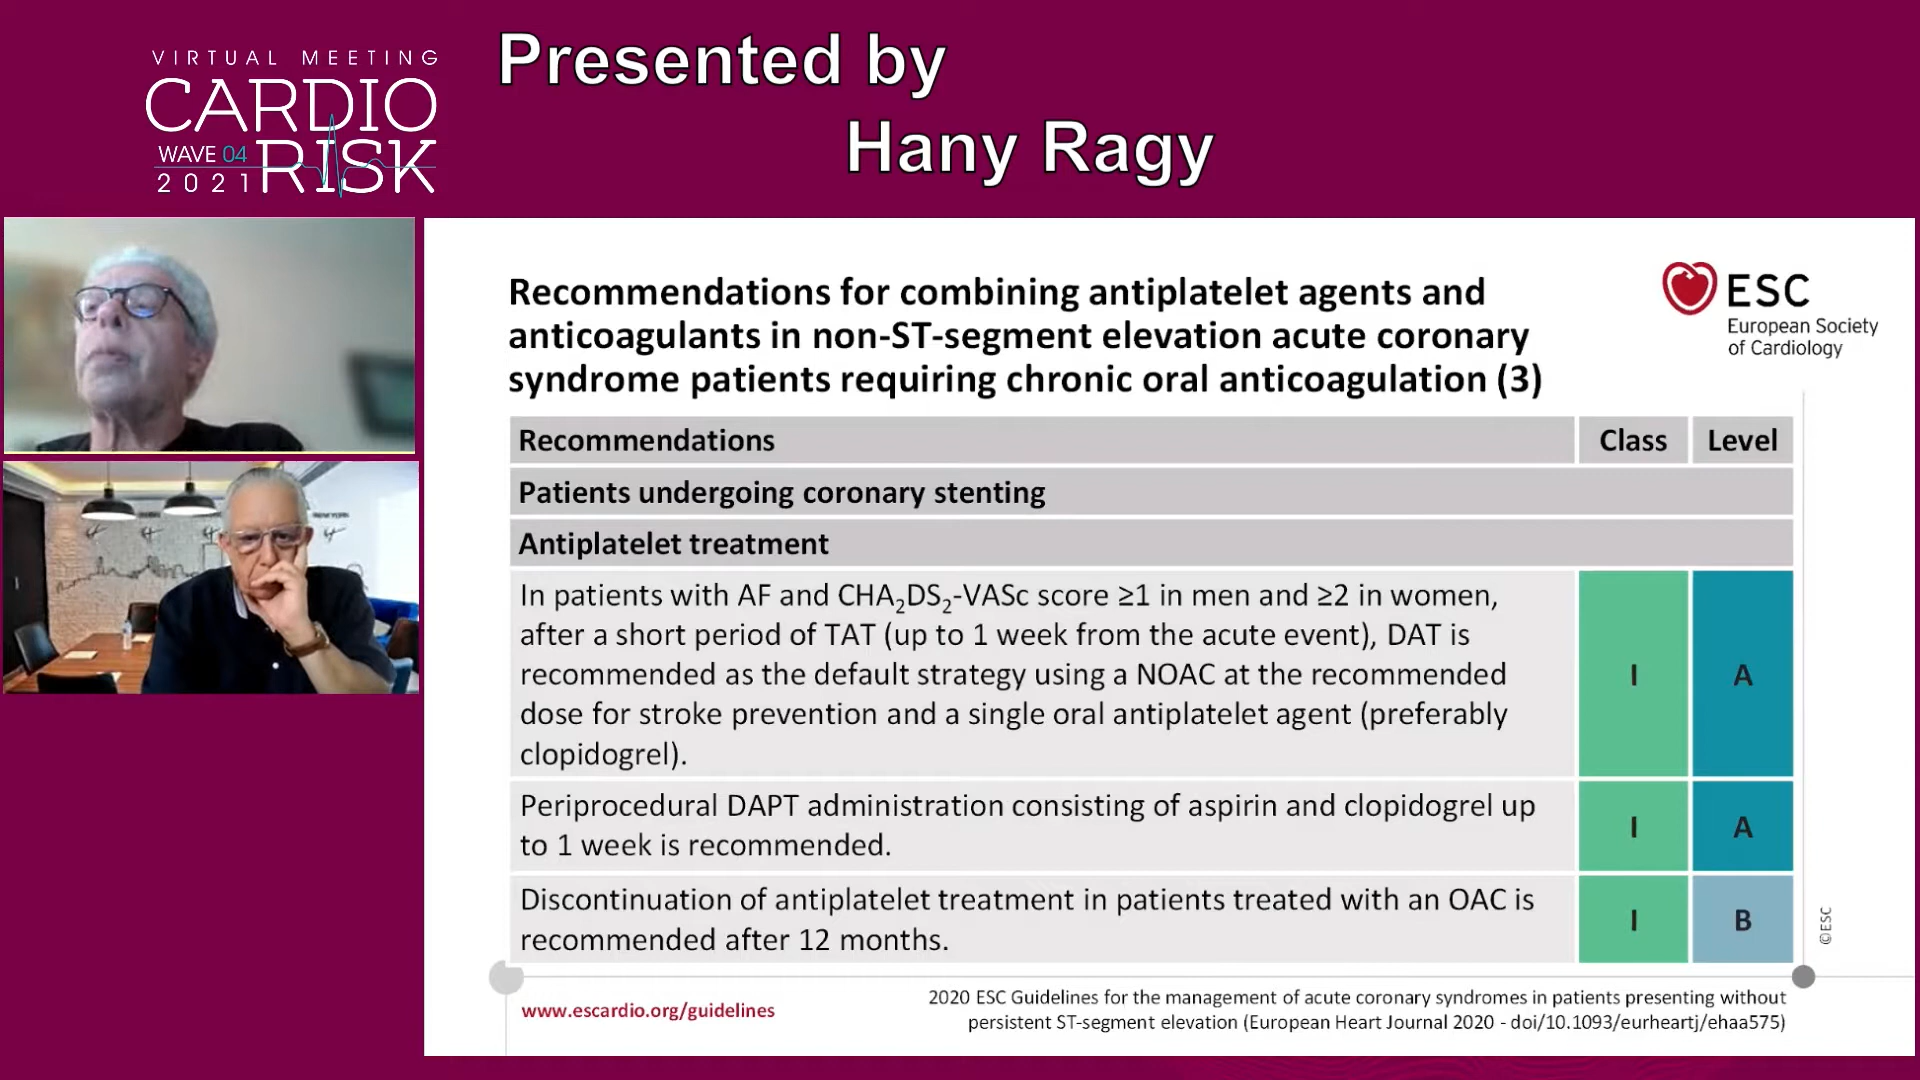 VIRTUAL MEETING
CARDIO
WAVE 04
RISK
2021
Presented by
Hany Ragy
ESC
European Society
of Cardiology
Recommendations for combining antiplatelet agents and
anticoagulants in non-ST-segment elevation acute coronary
syndrome patients requiring chronic oral anticoagulation (3)
Recommendations Class Level
Patients undergoing coronary stenting
Antiplatelet treatment
In patients with AF and CHA₂DS₂-VASc score ≥1 in men and ≥2 in women,
after a short period of TAT (up to 1 week from the acute event), DAT is
recommended as the default strategy using a NOAC at the recommended
dose for stroke prevention and a single oral antiplatelet agent (preferably
clopidogrel).
I A
Periprocedural DAPT administration consisting of aspirin and clopidogrel up
to 1 week is recommended.
I A
Discontinuation of antiplatelet treatment in patients treated with an OAC is
recommended after 12 months.
I B
©ESC
www.escardio.org/guidelines
2020 ESC Guidelines for the management of acute coronary syndromes in patients presenting without
persistent ST-segment elevation (European Heart Journal 2020 - doi/10.1093/eurheartj/ehaa575)